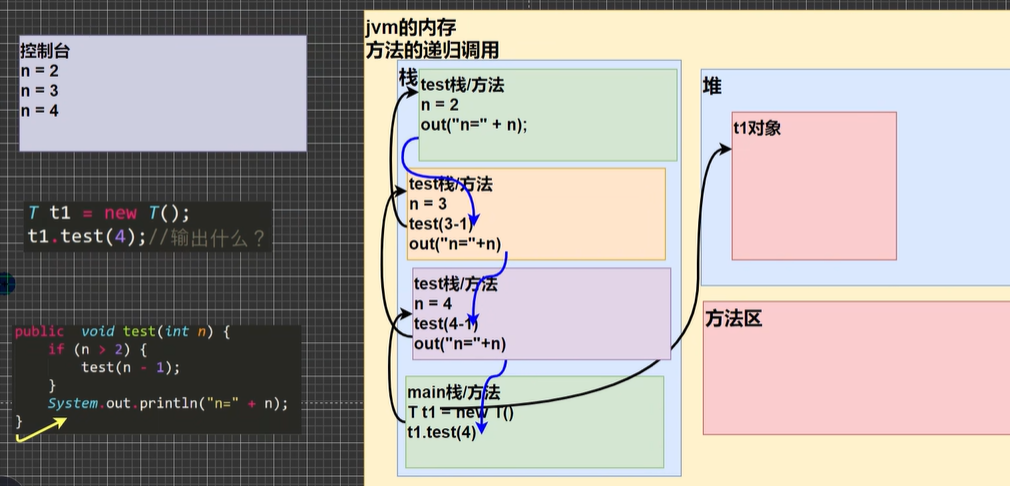 控制台
n = 2
n = 3
n = 4
T t1 = new T();
t1.test(4);//输出什么？
public void test(int n) {
if (n > 2) {
test(n - 1);
}
System.out.println("n=" + n);
}
jvm的内存
方法的递归调用
栈
test栈/方法
n = 2
out("n=" + n);
test栈/方法
n = 3
test(3-1)
out("n="+n)
test栈/方法
n = 4
test(4-1)
out("n="+n)
main栈/方法
T t1 = new T()
t1.test(4)
堆
t1对象
方法区